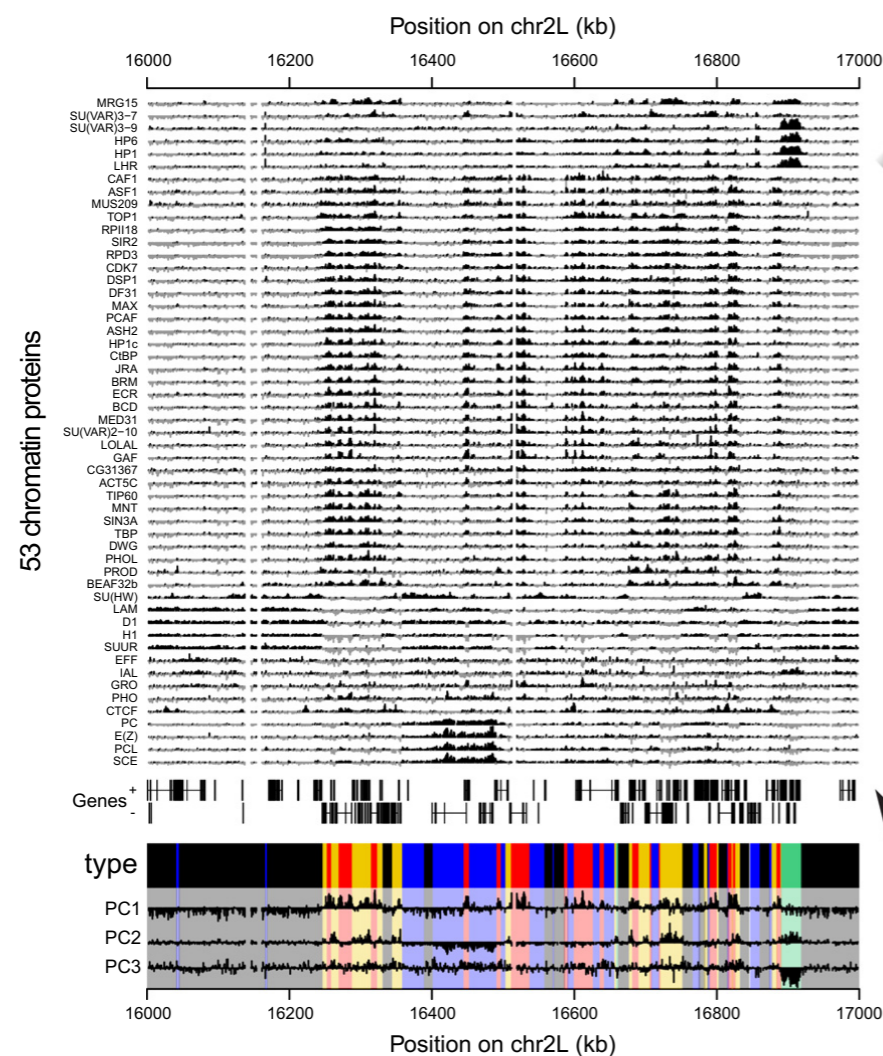 Position on chr2L (kb)
16000 16200 16400 16600 16800 17000
53 chromatin proteins
MRG15
SU(VAR)3−7
SU(VAR)3−9
HP6
HP1
LHR
CAF1
ASF1
MUS209
TOP1
RPII18
SIR2
RPD3
CDK7
DSP1
DF31
MAX
PCAF
ASH2
HP1c
CtBP
JRA
BRM
ECR
BCD
MED31
SU(VAR)2−10
LOLAL
GAF
CG31367
ACT5C
TIP60
MNT
SIN3A
TBP
DWG
PHOL
PROD
BEAF32b
SU(HW)
LAM
D1
H1
SUUR
EFF
IAL
GRO
PHO
CTCF
PC
E(Z)
PCL
SCE
Genes +
-
type
PC1
PC2
PC3
16000 16200 16400 16600 16800 17000
Position on chr2L (kb)